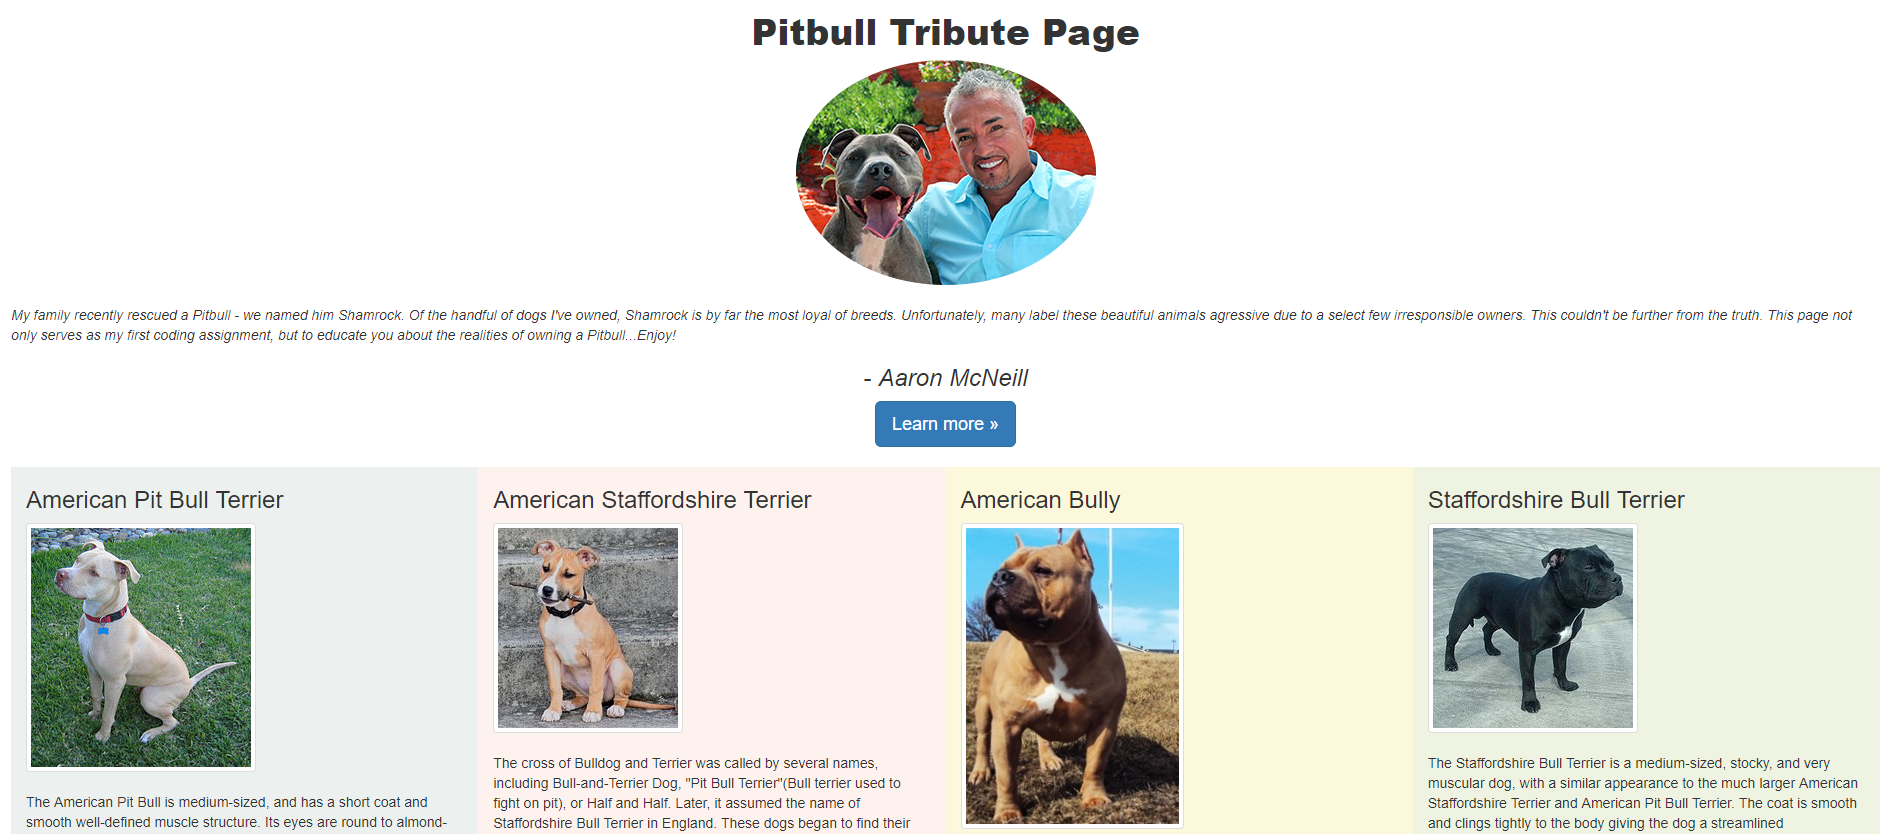 Pitbull Tribute Page
My family recently rescued a Pitbull - we named him Shamrock. Of the handful of dogs I've owned, Shamrock is by far the most loyal of breeds. Unfortunately, many label these beautiful animals agressive due to a select few irresponsible owners. This couldn't be further from the truth. This page not
only serves as my first coding assignment, but to educate you about the realities of owning a Pitbull...Enjoy!
- Aaron McNeill
Learn more »
American Pit Bull Terrier
The American Pit Bull is medium-sized, and has a short coat and
smooth well-defined muscle structure. Its eyes are round to almond-
American Staffordshire Terrier
The cross of Bulldog and Terrier was called by several names,
including Bull-and-Terrier Dog, "Pit Bull Terrier"(Bull terrier used to
fight on pit), or Half and Half. Later, it assumed the name of
Staffordshire Bull Terrier in England. These dogs began to find their
American Bully
Staffordshire Bull Terrier
The Staffordshire Bull Terrier is a medium-sized, stocky, and very
muscular dog, with a similar appearance to the much larger American
Staffordshire Terrier and American Pit Bull Terrier. The coat is smooth
and clings tightly to the body giving the dog a streamlined